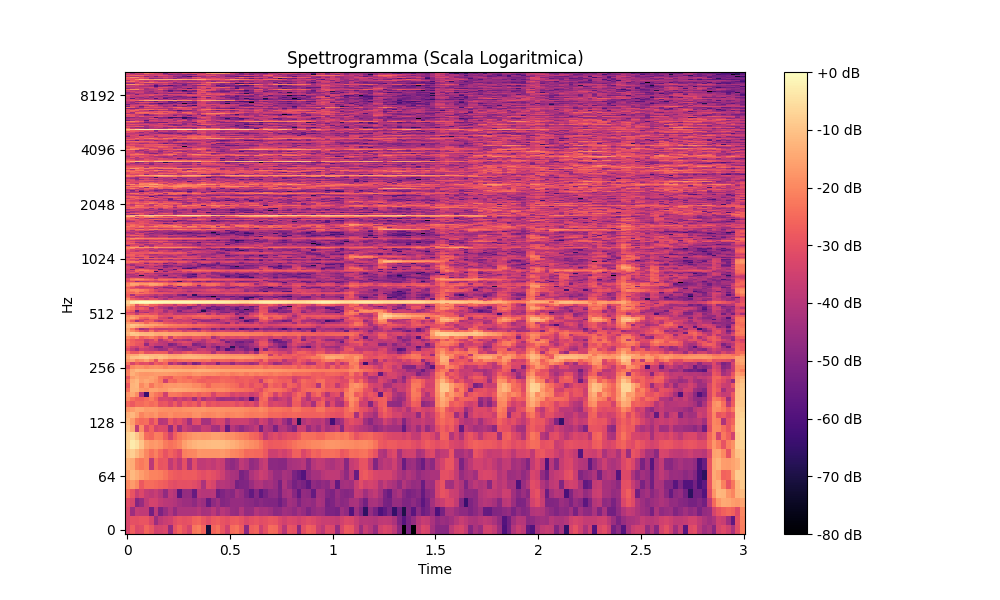 Spettrogramma (Scala Logaritmica)
8192
4096
2048
1024
512
256
128
64
0
Hz
0
0.5
1
1.5
2
2.5
3
Time
+0 dB
-10 dB
-20 dB
-30 dB
-40 dB
-50 dB
-60 dB
-70 dB
-80 dB